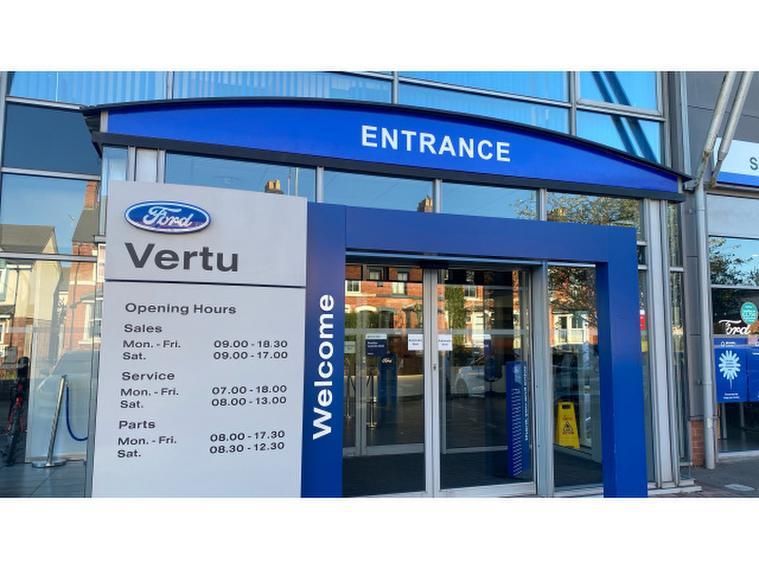 ENTRANCE
Ford
Vertu
Opening Hours
Sales
Mon. - Fri. 09.00 - 18.30
Sat. 09.00 - 17.00
Service
Mon. - Fri. 07.00 - 18.00
Sat. 08.00 - 13.00
Parts
Mon. - Fri. 08.00 - 17.30
Sat. 08.30 - 12.30
Welcome
S
Ford